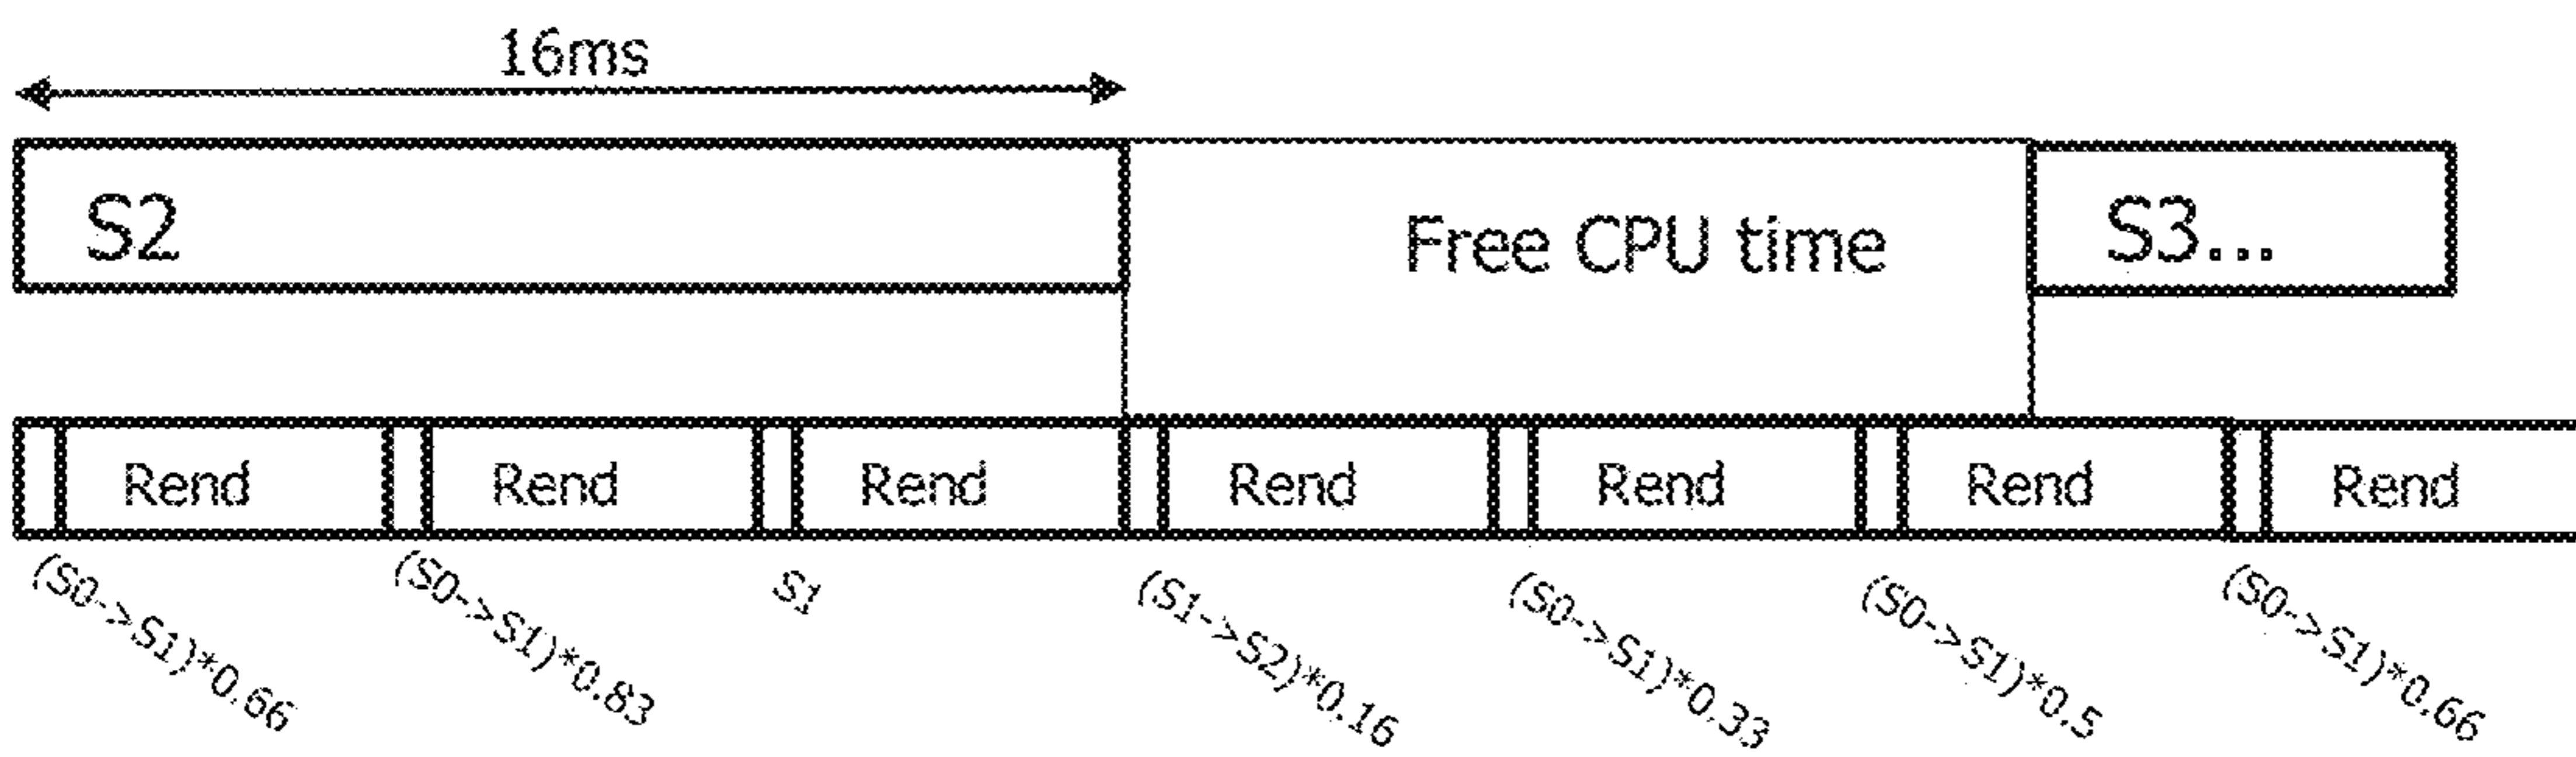 16ms
S2
Free CPU time
S3...
Rend
Rend
Rend
Rend
Rend
Rend
Rend
(S0->S1)*0.66
(S0->S1)*0.83
S1
(S1->S2)*0.16
(S0->S1)*0.33
(S0->S1)*0.5
(S0->S1)*0.66